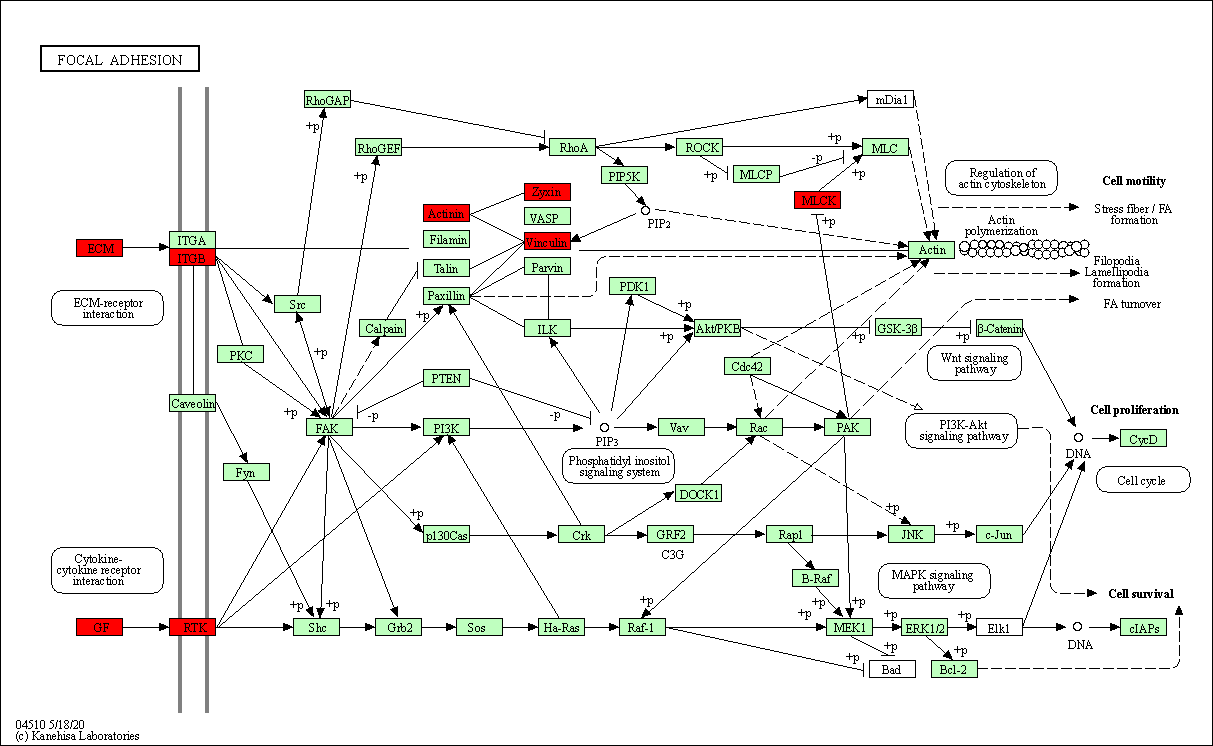 FOCAL ADHESION
RhoGAP
mDia1
+p
RhoGEF
RhoA
ROCK
+p
MLC
+p
+p
-p
MLCP
+p
PIP5K
Regulation of
actin cytoskeleton
Cell motility
Zyxin
MLCK
Actinin
VASP
PIP2
Stress fiber / FA
formation
Actin
polymerization
ITGA
ECM
ITGB
Filamin
Vinculin
Actin
Talin
Parvin
Filopodia
Lamellipodia
formation
ECM-receptor
interaction
Src
Paxillin
PDK1
+p
FA turnover
+p
Calpain
ILK
+p
Akt/PKB
+p
GSK-3β
+p
β-Catenin
PKC
+p
Wnt signaling
pathway
Cdc42
PTEN
Caveolin
+p
-p
-p
Cell proliferation
FAK
PI3K
PIP3
Vav
Rac
PAK
PI3K-Akt
signaling pathway
DNA
CycD
Fyn
Phosphatidyl inositol
signaling system
Cell cycle
DOCK1
+p
+p
p130Cas
Crk
GRF2
Rap1
JNK
+p
c-Jun
C3G
Cytokine-
cytokine receptor
interaction
B-Raf
MAPK signaling
pathway
Cell survival
+p
+p
+p
+p
+p
+p
+p
+p
GF
RTK
Shc
Grb2
Sos
Ha-Ras
Raf-1
MEK1
ERK1/2
Elk1
DNA
cIAPs
+p
+p
+p
Bad
Bcl-2
04510 5/18/20
(c) Kanehisa Laboratories